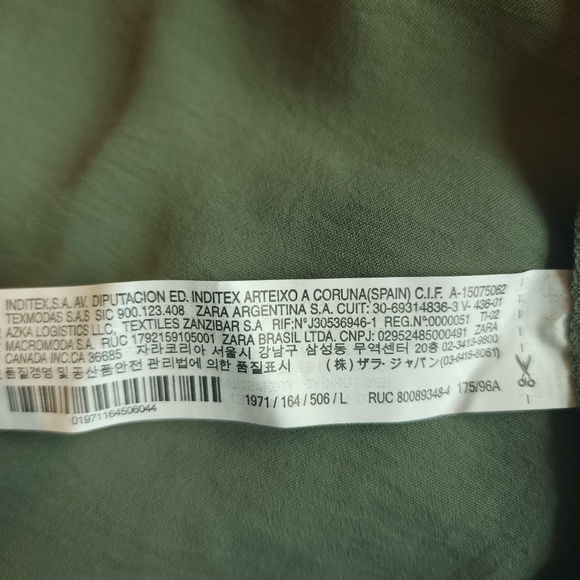 INDITEX,S.A. AV. DIPUTACION ED. INDITEX ARTEIXO A CORUNA(SPAIN) C.I.F. A-15075062
TEXMODAS S.A.S SIC 900.123.408 ZARA ARGENTINA S.A. CUIT: 30-69314836-3 V- 436-01
AZKA LOGISTICS LLC, TEXTILES ZANZIBAR S.A RIF:N°J30536946-1 REG.N°:0000051 TI-02
MACROMODA S.A. RUC 1792159105001 ZARA BRASIL LTDA. CNPJ: 02952485000491 ZARA
CANADA INC.CA 36685 자라코리아 서울시 강남구 삼성동 무역센터 20층 02-3413-9800
품질경영 및 공산품안전 관리법에 의한 품질표시 (株) ザラ・ジャパン (03-6415-8061)
1971 / 164 / 506 / L RUC 80089348-4 175/96A
01971164506044